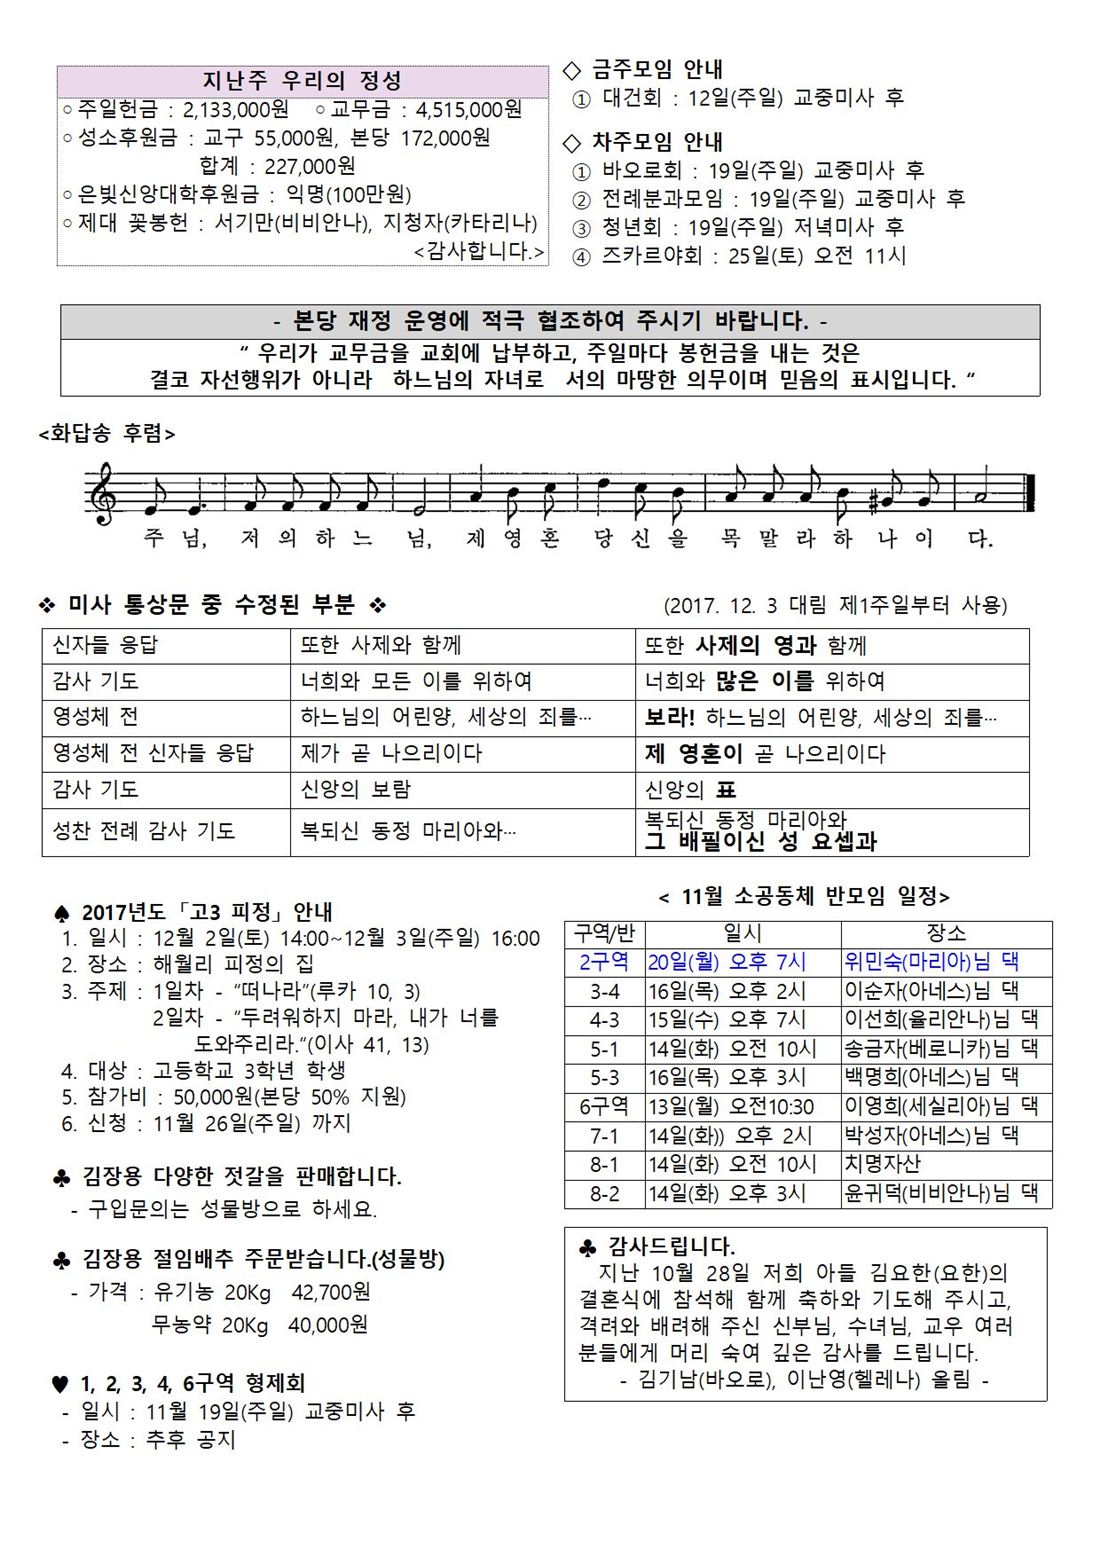 지난주 우리의 정성
○ 주일헌금 : 2,133,000원 ○ 교무금 : 4,515,000원
○ 성소후원금 : 교구 55,000원, 본당 172,000원
합계 : 227,000원
○ 은빛신앙대학후원금 : 익명(100만원)
○ 제대 꽃봉헌 : 서기만(비비안나), 지청자(카타리나)
<감사합니다.>
◇ 금주모임 안내
① 대건회 : 12일(주일) 교중미사 후
◇ 차주모임 안내
① 바오로회 : 19일(주일) 교중미사 후
② 전례분과모임 : 19일(주일) 교중미사 후
③ 청년회 : 19일(주일) 저녁미사 후
④ 즈카르야회 : 25일(토) 오전 11시
- 본당 재정 운영에 적극 협조하여 주시기 바랍니다. -
“ 우리가 교무금을 교회에 납부하고, 주일마다 봉헌금을 내는 것은
결코 자선행위가 아니라 하느님의 자녀로 서의 마땅한 의무이며 믿음의 표시입니다. “
<화답송 후렴>
주 님, 저 의 하 느 님, 제 영 혼 당 신 을 목 말 라 하 나 이 다.
❖ 미사 통상문 중 수정된 부분 ❖ (2017. 12. 3 대림 제1주일부터 사용)
신자들 응답 또한 사제와 함께 또한 사제의 영과 함께
감사 기도 너희와 모든 이를 위하여 너희와 많은 이를 위하여
영성체 전 하느님의 어린양, 세상의 죄를… 보라! 하느님의 어린양, 세상의 죄를…
영성체 전 신자들 응답 제가 곧 나으리이다 제 영혼이 곧 나으리이다
감사 기도 신앙의 보람 신앙의 표
성찬 전례 감사 기도 복되신 동정 마리아와… 복되신 동정 마리아와
그 배필이신 성 요셉과
♠ 2017년도「고3 피정」안내
1. 일시 : 12월 2일(토) 14:00~12월 3일(주일) 16:00
2. 장소 : 해월리 피정의 집
3. 주제 : 1일차 - “떠나라”(루카 10, 3)
2일차 - “두려워하지 마라, 내가 너를
도와주리라.“(이사 41, 13)
4. 대상 : 고등학교 3학년 학생
5. 참가비 : 50,000원(본당 50% 지원)
6. 신청 : 11월 26일(주일) 까지
♣ 김장용 다양한 젓갈을 판매합니다.
- 구입문의는 성물방으로 하세요.
♣ 김장용 절임배추 주문받습니다.(성물방)
- 가격 : 유기농 20Kg 42,700원
무농약 20Kg 40,000원
♥ 1, 2, 3, 4, 6구역 형제회
- 일시 : 11월 19일(주일) 교중미사 후
- 장소 : 추후 공지
< 11월 소공동체 반모임 일정>
구역/반 일시 장소
2구역 20일(월) 오후 7시 위민숙(마리아)님 댁
3-4 16일(목) 오후 2시 이순자(아네스)님 댁
4-3 15일(수) 오후 7시 이선희(율리안나)님 댁
5-1 14일(화) 오전 10시 송금자(베로니카)님 댁
5-3 16일(목) 오후 3시 백명희(아네스)님 댁
6구역 13일(월) 오전10:30 이영희(세실리아)님 댁
7-1 14일(화)) 오후 2시 박성자(아네스)님 댁
8-1 14일(화) 오전 10시 치명자산
8-2 14일(화) 오후 3시 윤귀덕(비비안나)님 댁
♣ 감사드립니다.
지난 10월 28일 저희 아들 김요한(요한)의
결혼식에 참석해 함께 축하와 기도해 주시고,
격려와 배려해 주신 신부님, 수녀님, 교우 여러
분들에게 머리 숙여 깊은 감사를 드립니다.
- 김기남(바오로), 이난영(헬레나) 올림 -